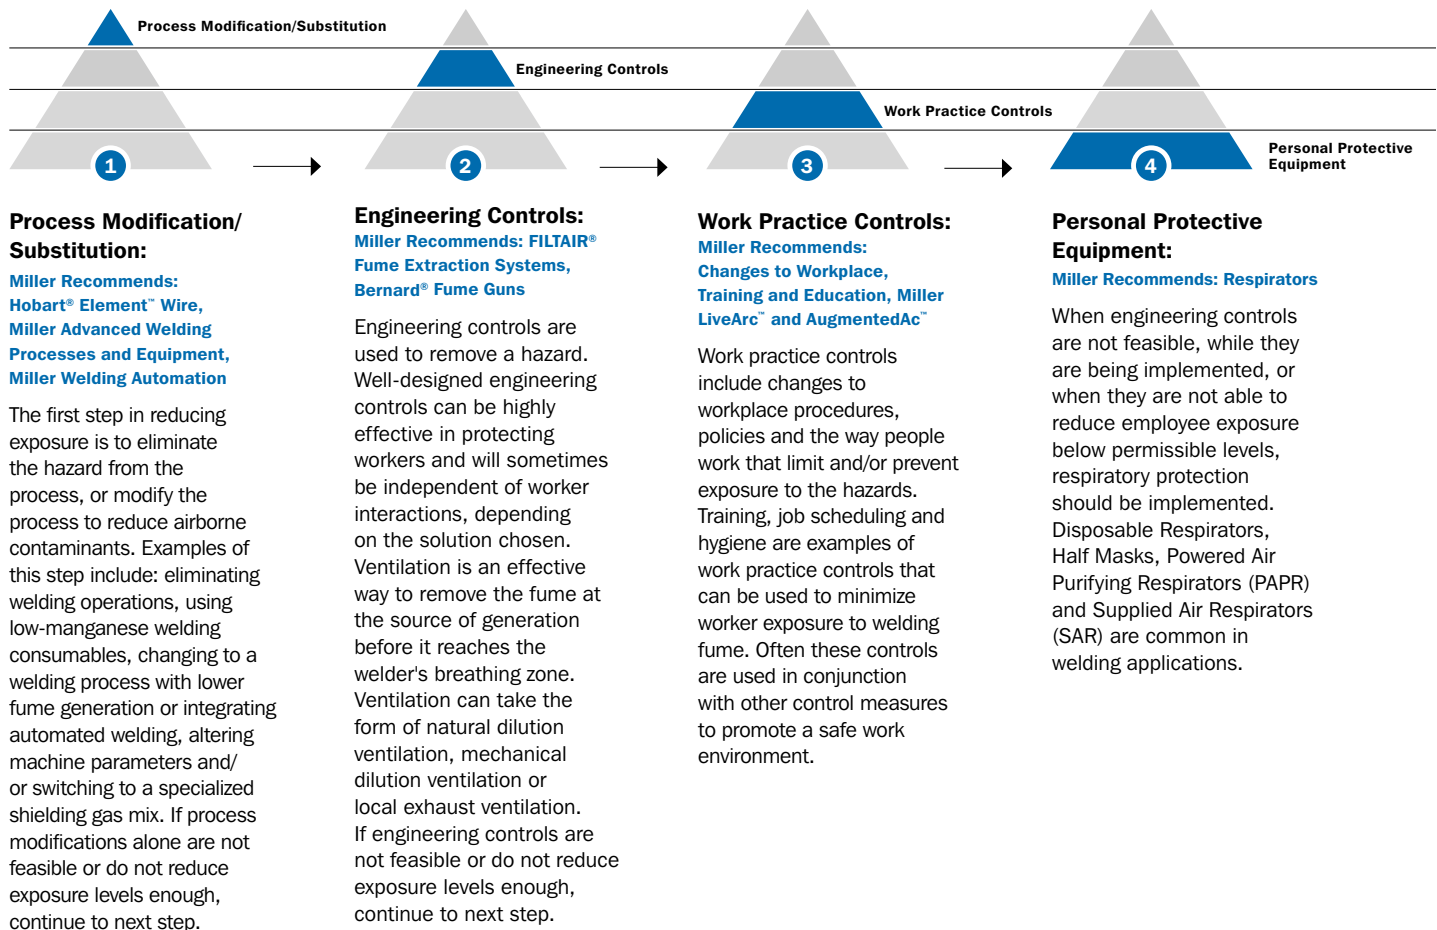 Process Modification/Substitution
Engineering Controls
Work Practice Controls
Personal Protective
Equipment
1
2
3
4
Process Modification/
Substitution:
Miller Recommends:
Hobart® Element™ Wire,
Miller Advanced Welding
Processes and Equipment,
Miller Welding Automation
The first step in reducing
exposure is to eliminate
the hazard from the
process, or modify the
process to reduce airborne
contaminants. Examples of
this step include: eliminating
welding operations, using
low-manganese welding
consumables, changing to a
welding process with lower
fume generation or integrating
automated welding, altering
machine parameters and/
or switching to a specialized
shielding gas mix. If process
modifications alone are not
feasible or do not reduce
exposure levels enough,
continue to next step.
Engineering Controls:
Miller Recommends: FILTAIR®
Fume Extraction Systems,
Bernard® Fume Guns
Engineering controls are
used to remove a hazard.
Well-designed engineering
controls can be highly
effective in protecting
workers and will sometimes
be independent of worker
interactions, depending
on the solution chosen.
Ventilation is an effective
way to remove the fume at
the source of generation
before it reaches the
welder's breathing zone.
Ventilation can take the
form of natural dilution
ventilation, mechanical
dilution ventilation or
local exhaust ventilation.
If engineering controls are
not feasible or do not reduce
exposure levels enough,
continue to next step.
Work Practice Controls:
Miller Recommends:
Changes to Workplace,
Training and Education, Miller
LiveArc™ and AugmentedAc™
Work practice controls
include changes to
workplace procedures,
policies and the way people
work that limit and/or prevent
exposure to the hazards.
Training, job scheduling and
hygiene are examples of
work practice controls that
can be used to minimize
worker exposure to welding
fume. Often these controls
are used in conjunction
with other control measures
to promote a safe work
environment.
Personal Protective
Equipment:
Miller Recommends: Respirators
When engineering controls
are not feasible, while they
are being implemented, or
when they are not able to
reduce employee exposure
below permissible levels,
respiratory protection
should be implemented.
Disposable Respirators,
Half Masks, Powered Air
Purifying Respirators (PAPR)
and Supplied Air Respirators
(SAR) are common in
welding applications.